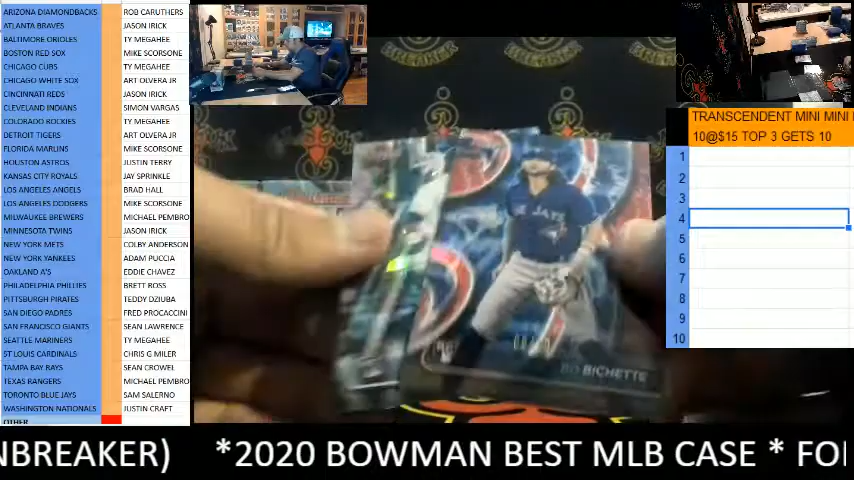 ARIZONA DIAMONDBACKS ROB CARUTHERS
ATLANTA BRAVES JASON IRICK
BALTIMORE ORIOLES TY MEGAHEE
BOSTON RED SOX MIKE SCORSONE
CHICAGO CUBS TY MEGAHEE
CHICAGO WHITE SOX ART OLVERA JR
CINCINNATI REDS JASON IRICK
CLEVELAND INDIANS SIMON VARGAS
COLORADO ROCKIES TY MEGAHEE
DETROIT TIGERS ART OLVERA JR
FLORIDA MARLINS MIKE SCORSONE
HOUSTON ASTROS JUSTIN TERRY
KANSAS CITY ROYALS JAY SPRINKLE
LOS ANGELES ANGELS BRAD HALL
LOS ANGELES DODGERS MIKE SCORSONE
MILWAUKEE BREWERS MICHAEL PEMBRO
MINNESOTA TWINS JASON IRICK
NEW YORK METS COLBY ANDERSON
NEW YORK YANKEES ADAM PUCCIA
OAKLAND A'S EDDIE CHAVEZ
PHILADELPHIA PHILLIES BRETT ROSS
PITTSBURGH PIRATES TEDDY DZIUBA
SAN DIEGO PADRES FRED PROCACCINI
SAN FRANCISCO GIANTS SEAN LAWRENCE
SEATTLE MARINERS TY MEGAHEE
ST LOUIS CARDINALS CHRIS G MILER
TAMPA BAY RAYS SEAN CROWEL
TEXAS RANGERS MICHAEL PEMBRO
TORONTO BLUE JAYS SAM SALERNO
WASHINGTON NATIONALS JUSTIN CRAFT
OTHER
BREAKER
JAYS
BO BICHETTE
TRANSCENDENT MINI MINI
10@$15 TOP 3 GETS 10
1
2
3
4
5
6
7
8
9
10
NBREAKER) *2020 BOWMAN BEST MLB CASE * FO